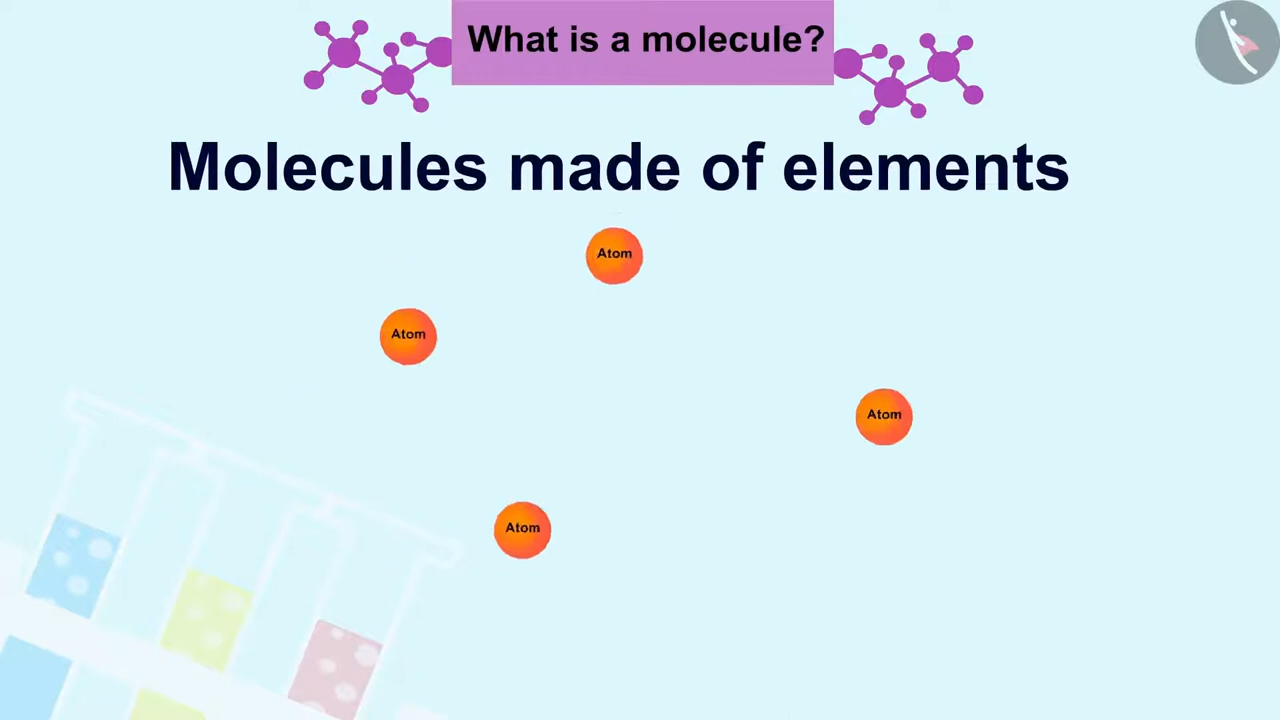 What is a molecule?
Molecules made of elements
Atom
Atom
Atom
Atom